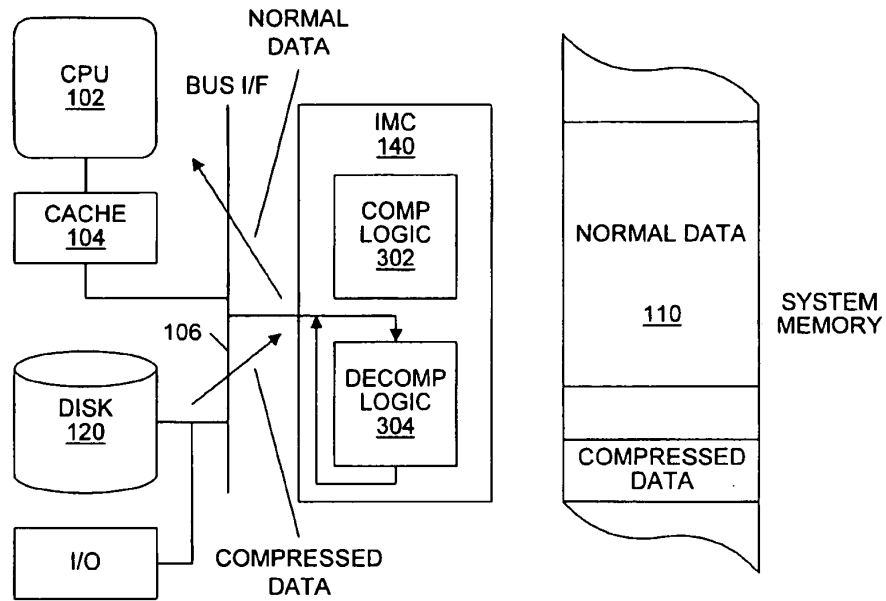 NORMAL
DATA
CPU
102
BUS I/F
IMC
140
CACHE
104
COMP
LOGIC
302
NORMAL DATA
110
SYSTEM
MEMORY
106
DISK
120
DECOMP
LOGIC
304
COMPRESSED
DATA
I/O
COMPRESSED
DATA